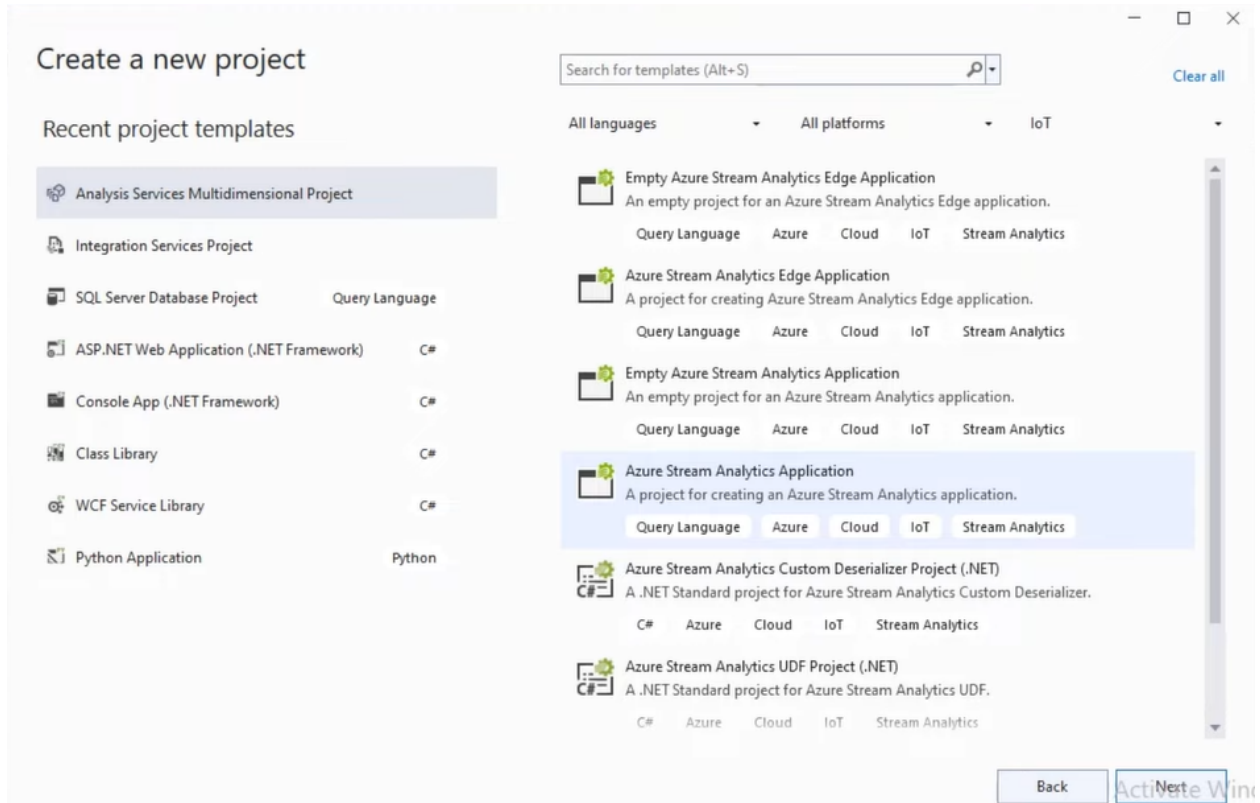 Create a new project
Search for templates (Alt+S)
Clear all
Recent project templates
All languages
All platforms
IoT
Analysis Services Multidimensional Project
Integration Services Project
SQL Server Database Project Query Language
ASP.NET Web Application (.NET Framework) C#
Console App (.NET Framework) C#
Class Library C#
WCF Service Library C#
Python Application Python
Empty Azure Stream Analytics Edge Application
An empty project for an Azure Stream Analytics Edge application.
Query Language Azure Cloud IoT Stream Analytics
Azure Stream Analytics Edge Application
A project for creating Azure Stream Analytics Edge application.
Query Language Azure Cloud IoT Stream Analytics
Empty Azure Stream Analytics Application
An empty project for an Azure Stream Analytics application.
Query Language Azure Cloud IoT Stream Analytics
Azure Stream Analytics Application
A project for creating an Azure Stream Analytics application.
Query Language Azure Cloud IoT Stream Analytics
C#
Azure Stream Analytics Custom Deserializer Project (.NET)
A .NET Standard project for Azure Stream Analytics Custom Deserializer.
C# Azure Cloud IoT Stream Analytics
C#
Azure Stream Analytics UDF Project (.NET)
A .NET Standard project for Azure Stream Analytics UDF.
C# Azure Cloud IoT Stream Analytics
Back
Next
Activate Win